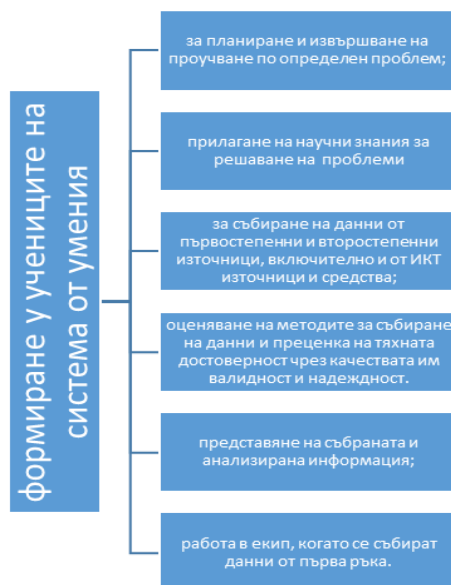 формиране у учениците на
система от умения
за планиране и извършване на
проучване по определен проблем;
прилагане на научни знания за
решаване на проблеми
за събиране на данни от
първостепенни и второстепенни
източници, включително и от ИКТ
източници и средства;
оценяване на методите за събиране
на данни и преценка на тяхната
достоверност чрез качествата им
валидност и надеждност.
представяне на събраната и
анализирана информация;
работа в екип, когато се събират
данни от първа ръка.